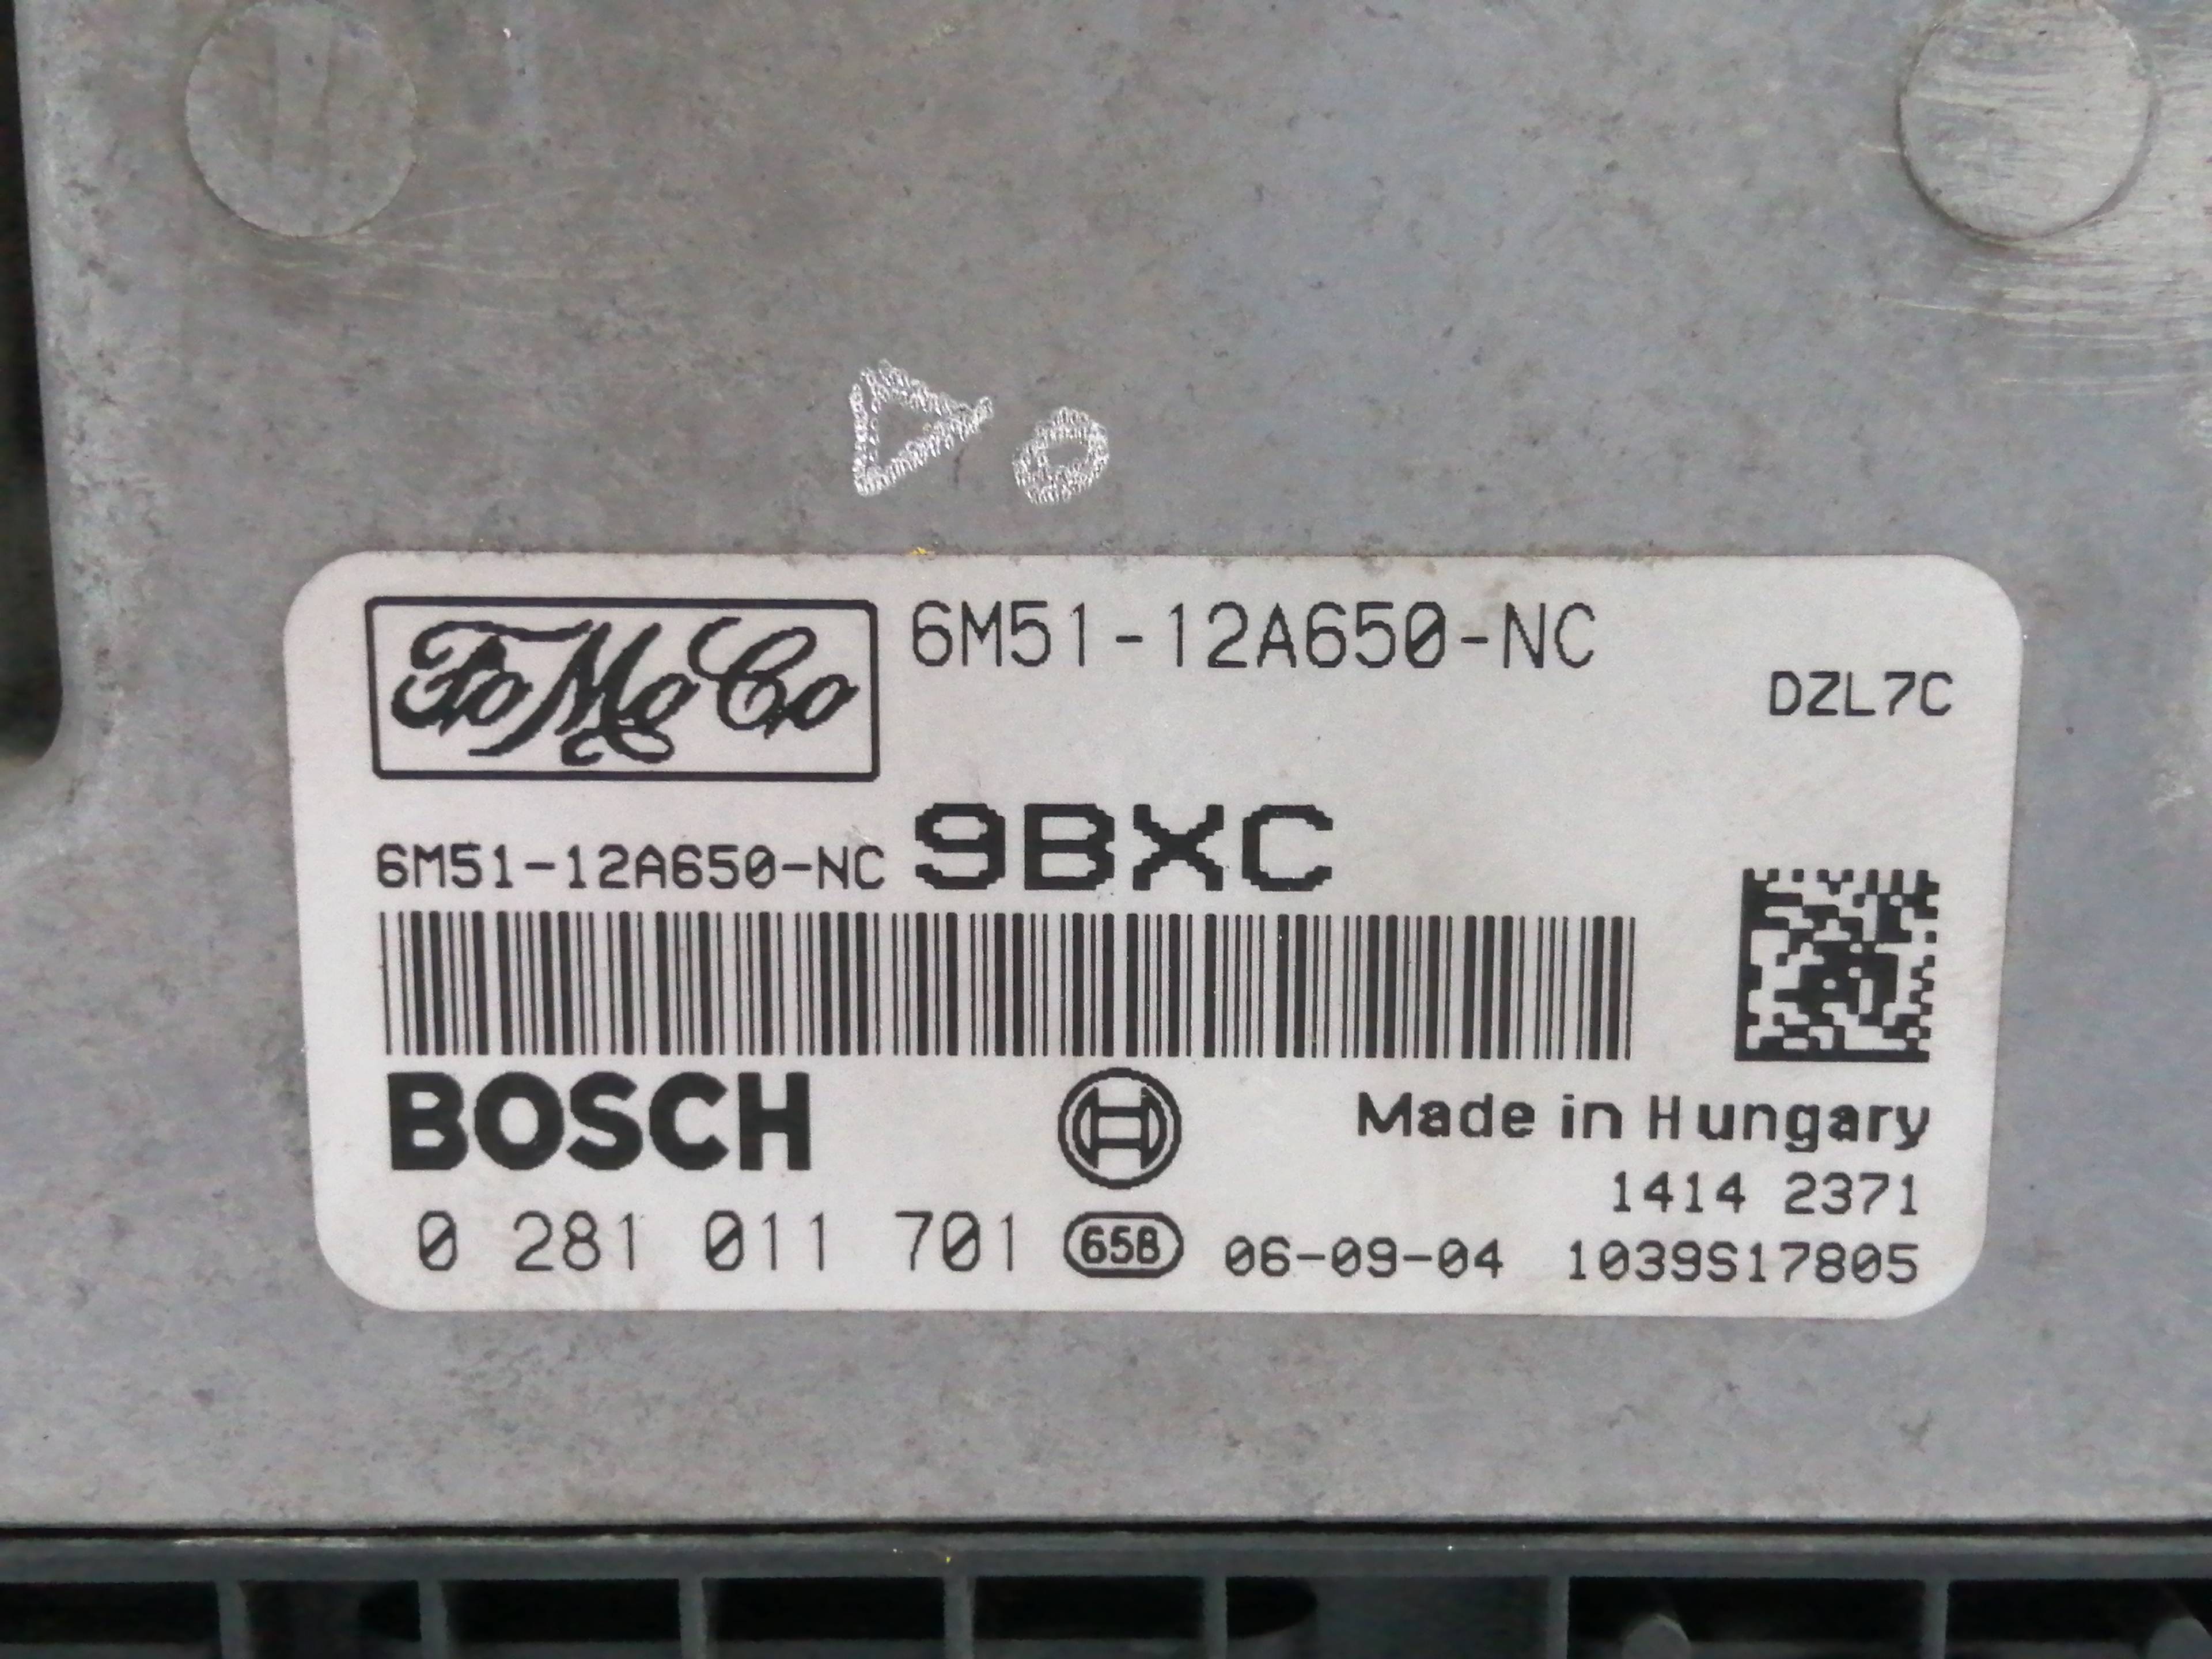 FoMoCo
6M51-12A650-NC
DZL7C
6M51-12A650-NC 9BXC
BOSCH
Made in Hungary
1414 2371
0 281 011 701 65B 06-09-04 1039S17805